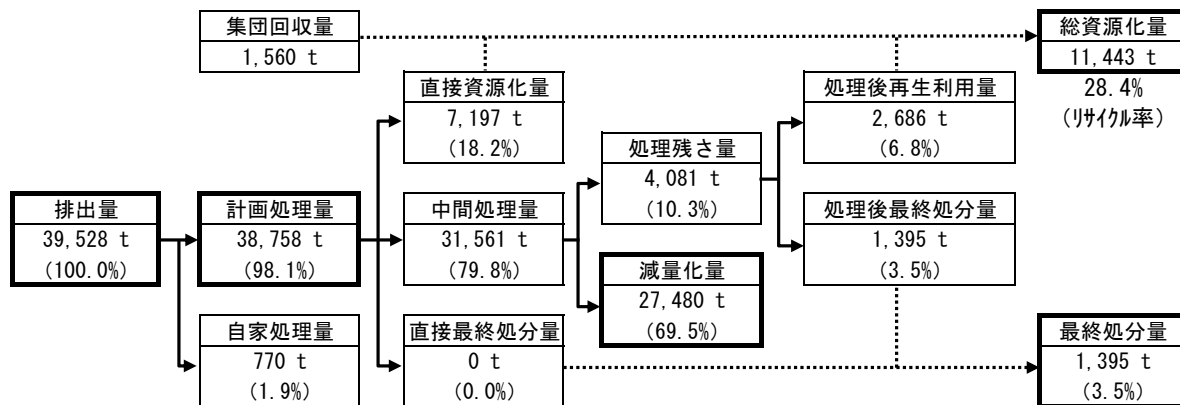 集団回収量
1,560 t
総資源化量
11,443 t
28.4%
(ﾘｻｲｸﾙ率)
直接資源化量
7,197 t
(18.2%)
処理後再生利用量
2,686 t
(6.8%)
処理残さ量
4,081 t
(10.3%)
排出量
39,528 t
(100.0%)
計画処理量
38,758 t
(98.1%)
中間処理量
31,561 t
(79.8%)
処理後最終処分量
1,395 t
(3.5%)
減量化量
27,480 t
(69.5%)
自家処理量
770 t
(1.9%)
直接最終処分量
0 t
(0.0%)
最終処分量
1,395 t
(3.5%)